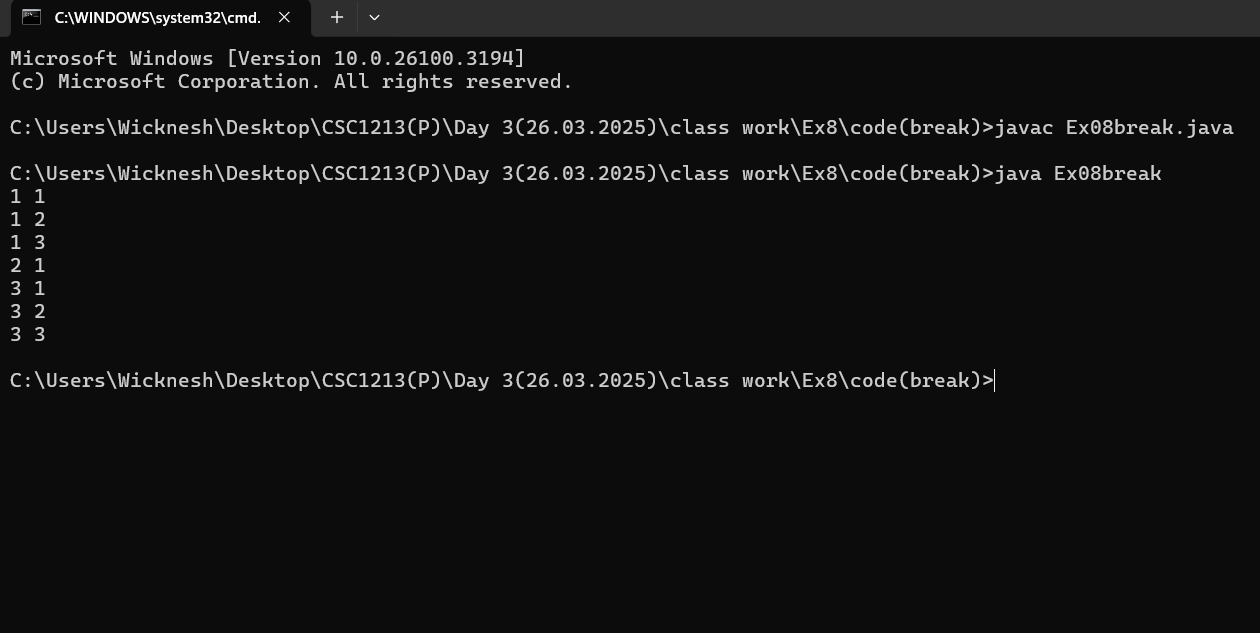 C:\WINDOWS\system32\cmd.
Microsoft Windows [Version 10.0.26100.3194]
(c) Microsoft Corporation. All rights reserved.
C:\Users\Wicknesh\Desktop\CSC1213(P)\Day 3(26.03.2025)\class work\Ex8\code(break)>javac Ex08break.java
C:\Users\Wicknesh\Desktop\CSC1213(P)\Day 3(26.03.2025)\class work\Ex8\code(break)>java Ex08break
1 1
1 2
1 3
2 1
3 1
3 2
3 3
C:\Users\Wicknesh\Desktop\CSC1213(P)\Day 3(26.03.2025)\class work\Ex8\code(break)>